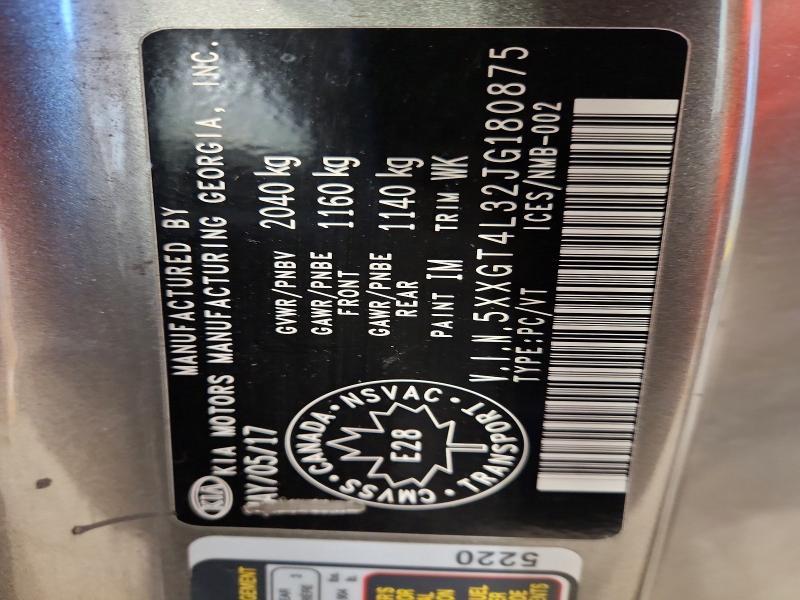 MANUFACTURED BY
KIA KIA MOTORS MANUFACTURING GEORGIA, INC.
MAY/05/17
GVWR/PNBV 2040 kg
GAWR/PNBE FRONT 1160 kg
GAWR/PNBE REAR 1140 kg
PAINT IM TRIM WK
CMVSS · CANADA · NSVAC · TRANSPORT ·
E28
V.I.N.5XXGT4L32JG180875
TYPE:PC/VT ICES/NMB-002
5220